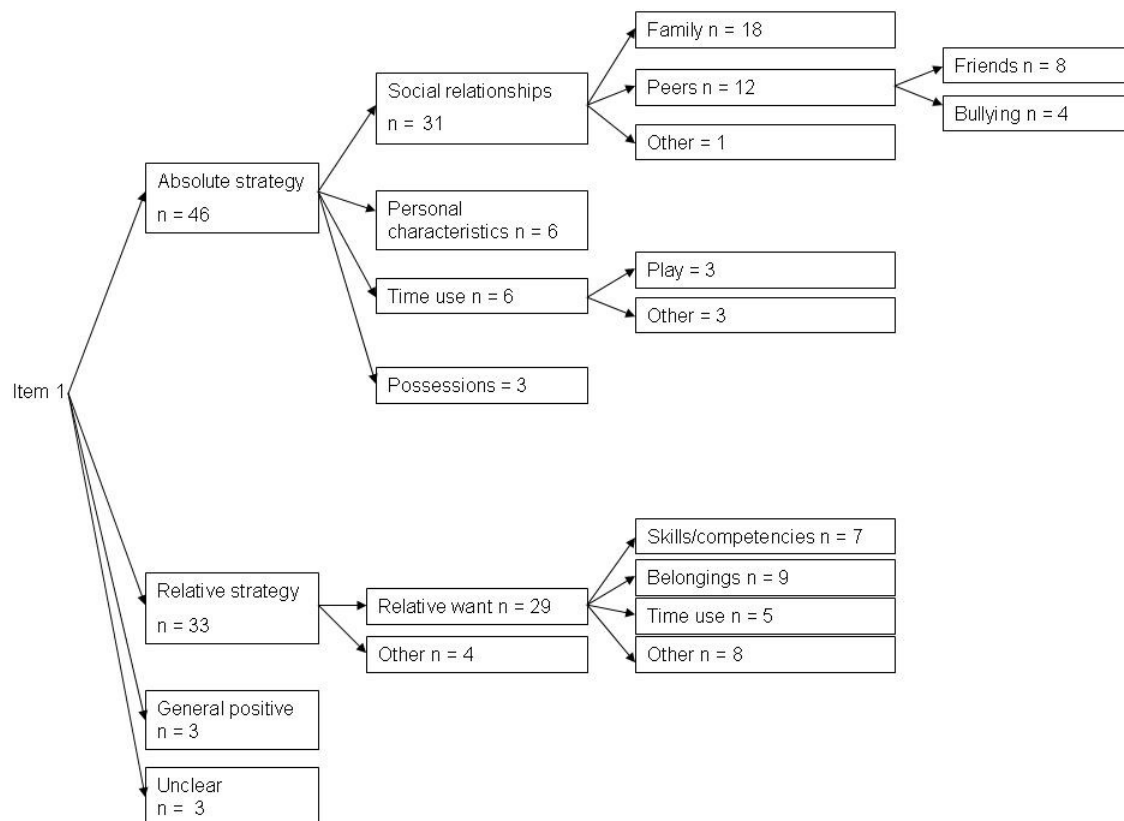 Family n = 18
Friends n = 8
Social relationships
n =  31
Peers n = 12
Bullying n = 4
Other = 1
Absolute strategy
n = 46
Personal
characteristics n = 6
Play = 3
Time use n = 6
Other = 3
Possessions = 3
Item 1
Skills/competencies n = 7
Belongings n = 9
Relative strategy
n = 33
Relative want n = 29
Time use n = 5
Other n = 4
Other n = 8
General positive
n = 3
Unclear
n =  3